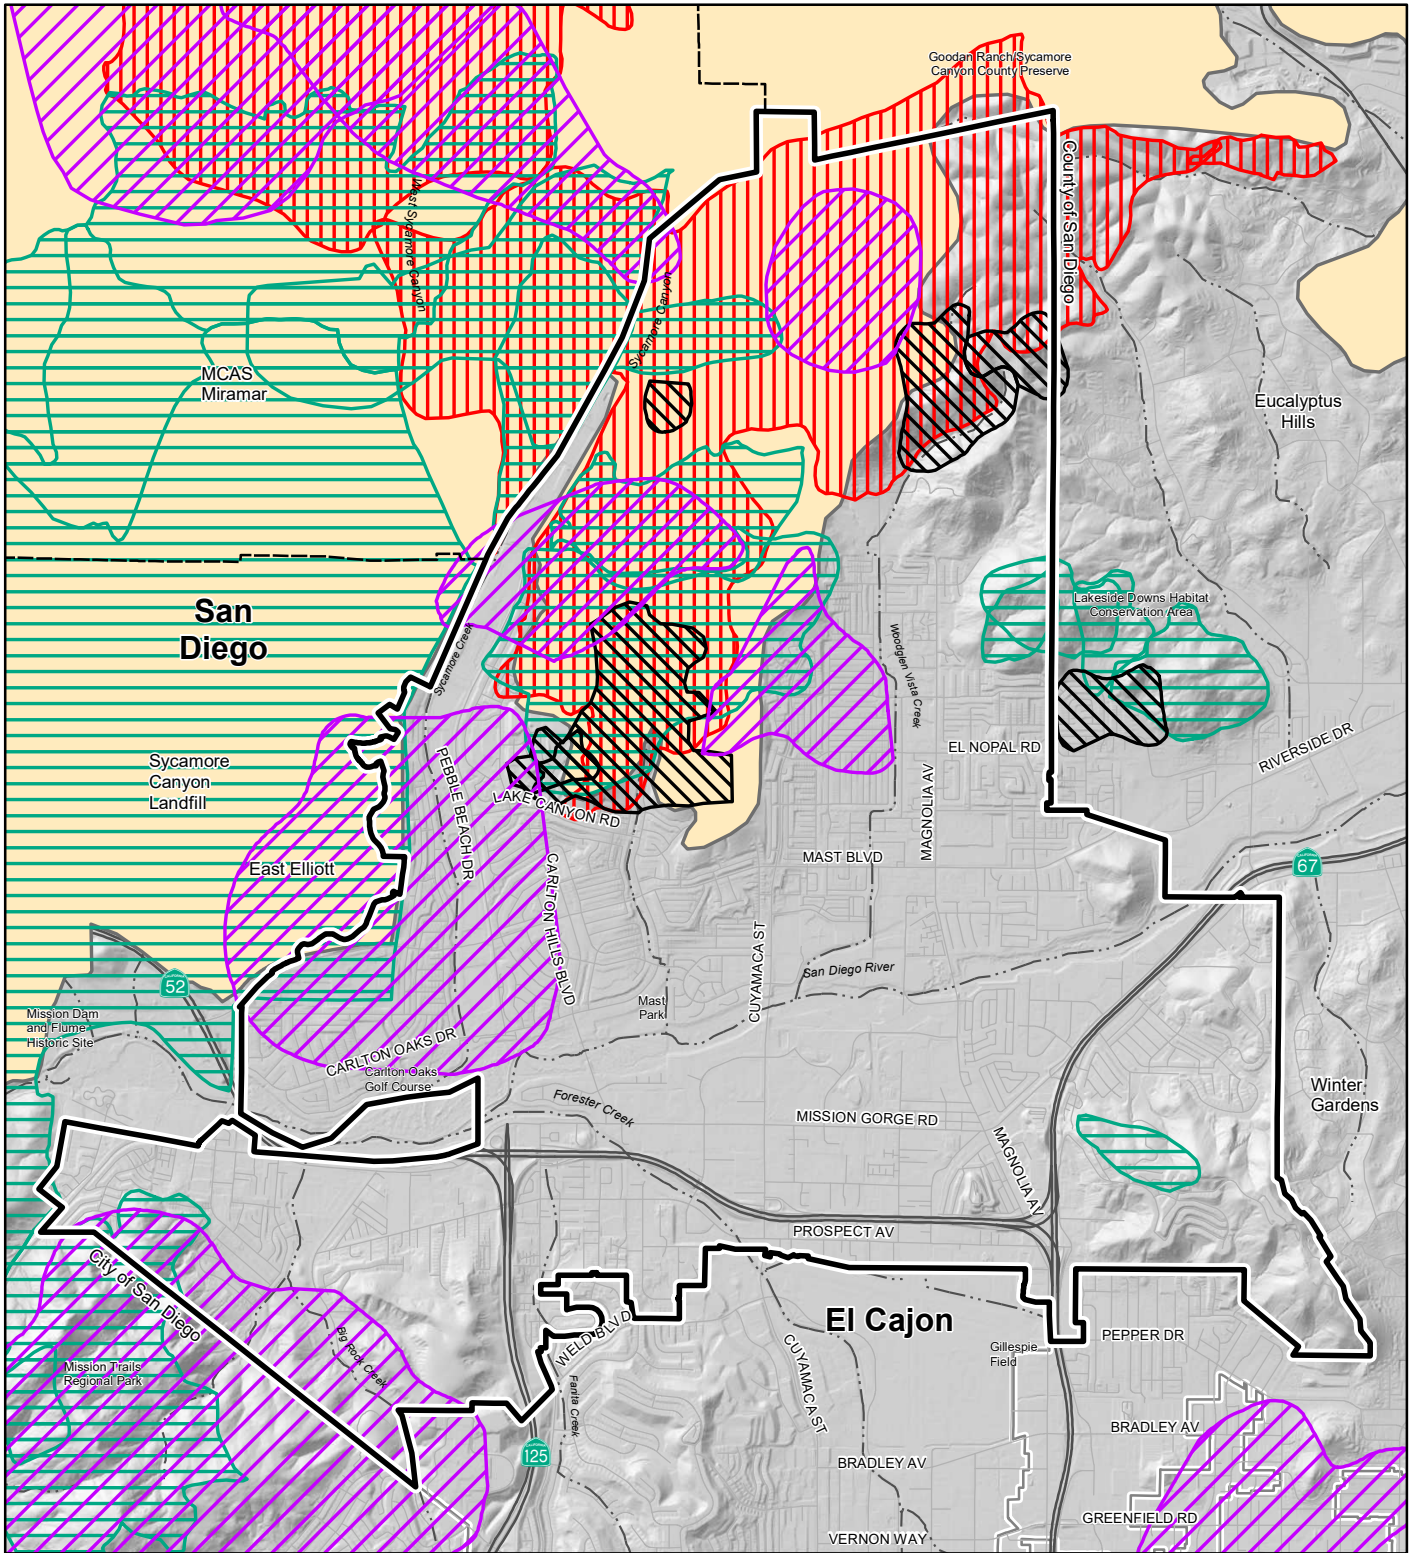 Goodan Ranch/Sycamore
Canyon County Preserve
County of San Diego
West Sycamore Canyon
Sycamore Canyon
MCAS
Miramar
Eucalyptus
Hills
San
Diego
Lakeside Downs Habitat
Conservation Area
Sycamore Creek
Woodglen Vista Creek
EL NOPAL RD
RIVERSIDE DR
Sycamore
Canyon
Landfill
PEBBLE BEACH DR
LAKE CANYON RD
MAGNOLIA AV
MAST BLVD
67
East Elliott
CARLTON HILLS BLVD
CUYAMACA ST
San Diego River
CALIFORNIA
52
Mast
Park
Mission Dam
and Flume
Historic Site
CARLTON OAKS DR
Carlton Oaks
Golf Course
Forester Creek
MISSION GORGE RD
Winter
Gardens
MAGNOLIA AV
PROSPECT AV
City of San Diego
El Cajon
WELD BLVD
Big Rock Creek
Mission Trails
Regional Park
Gillespie
Field
PEPPER DR
CUYAMACA ST
Fanita Creek
BRADLEY AV
CALIFORNIA
125
BRADLEY AV
GREENFIELD RD
VERNON WAY